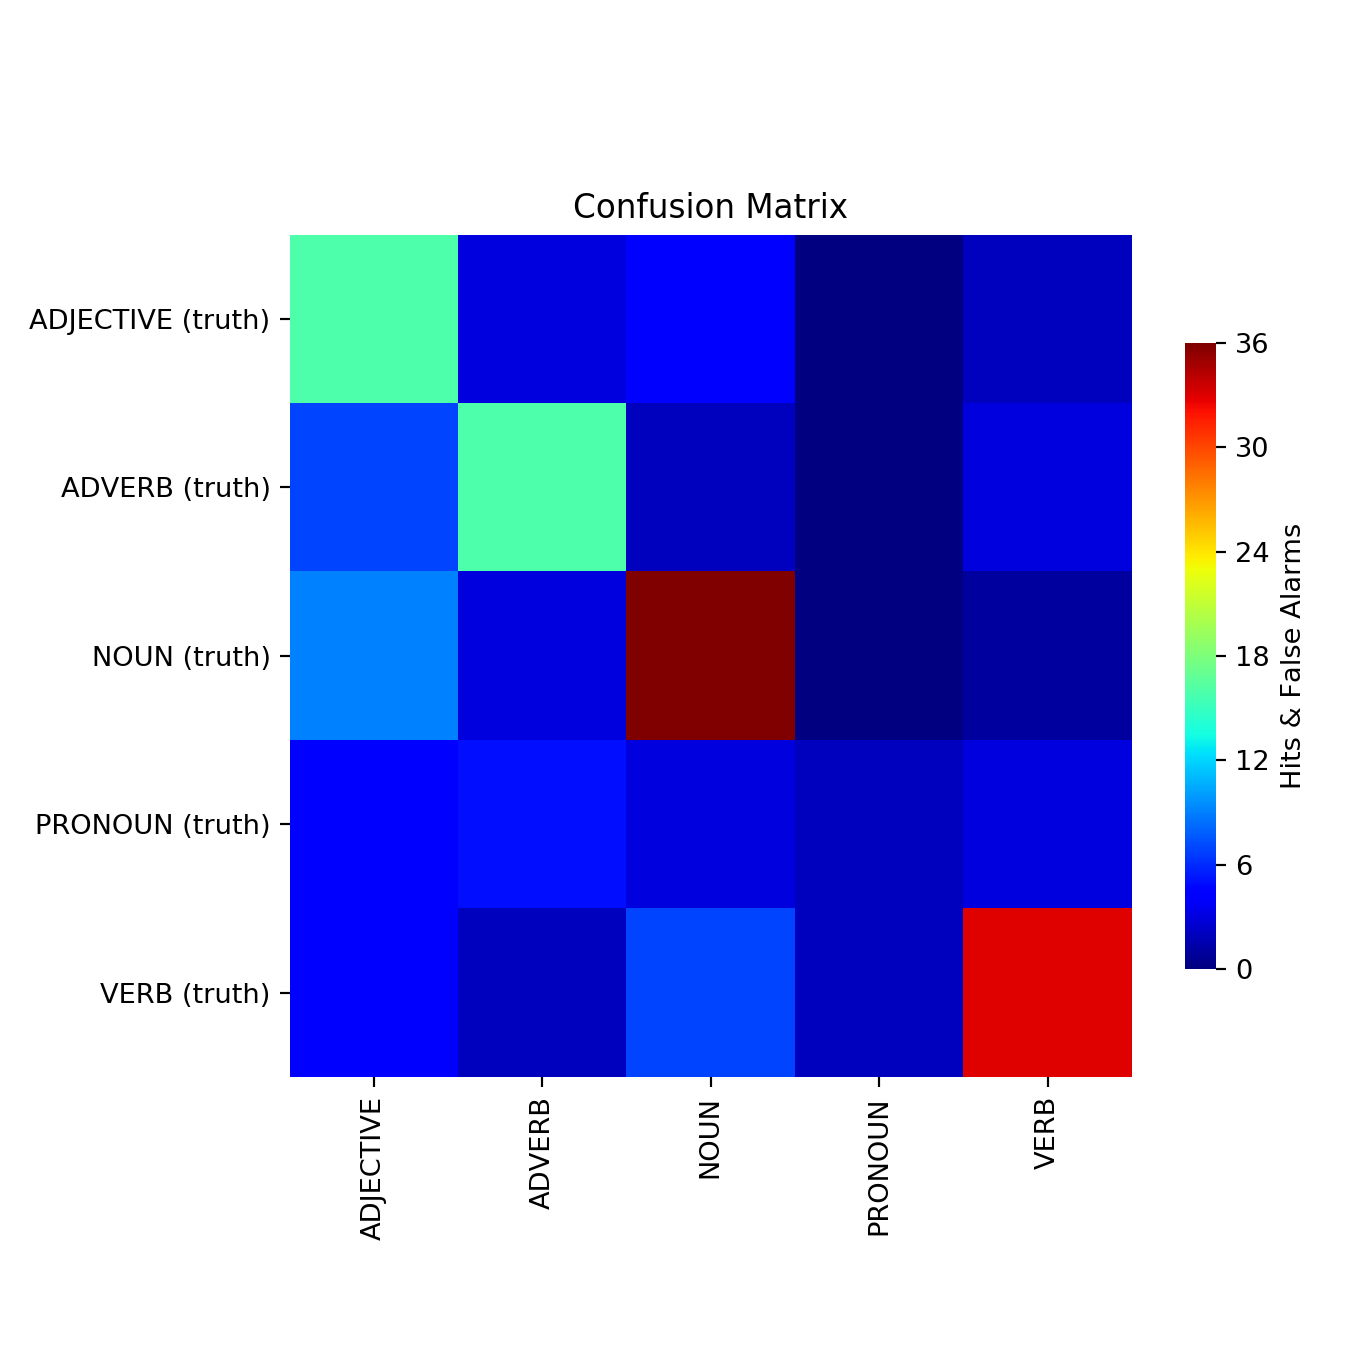 Confusion Matrix
ADJECTIVE (truth)
ADVERB (truth)
NOUN (truth)
PRONOUN (truth)
VERB (truth)
ADJECTIVE
ADVERB
NOUN
PRONOUN
VERB
36
30
24
18
12
6
0
Hits & False Alarms